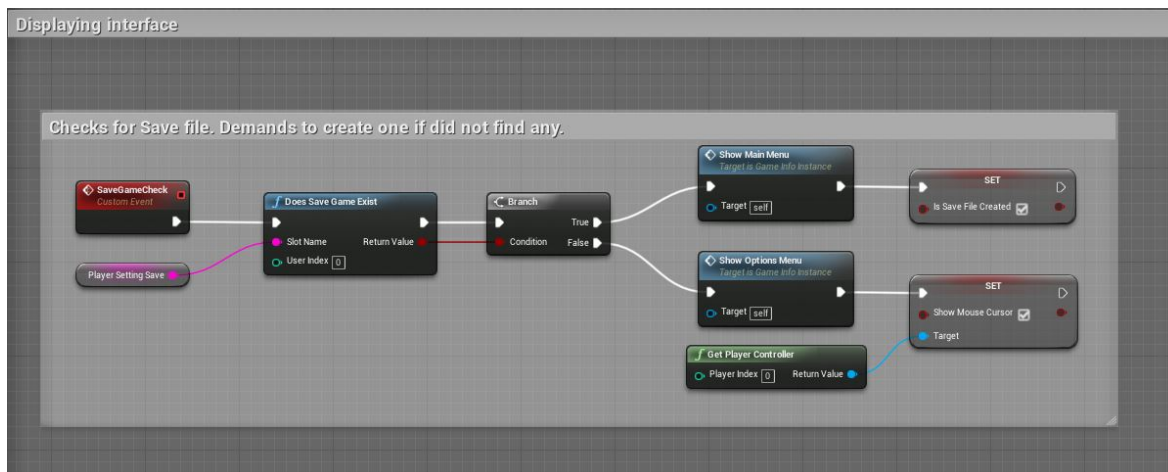 Displaying interface
Checks for Save file. Demands to create one if did not find any.
SaveGameCheck
Custom Event
Player Setting Save
Does Save Game Exist
Slot Name
Return Value
User Index 0
Branch
True
Condition
False
Show Main Menu
Target is Game Info Instance
Target self
SET
Is Save File Created
Show Options Menu
Target is Game Info Instance
Target self
SET
Show Mouse Cursor
Target
Get Player Controller
Player Index 0
Return Value